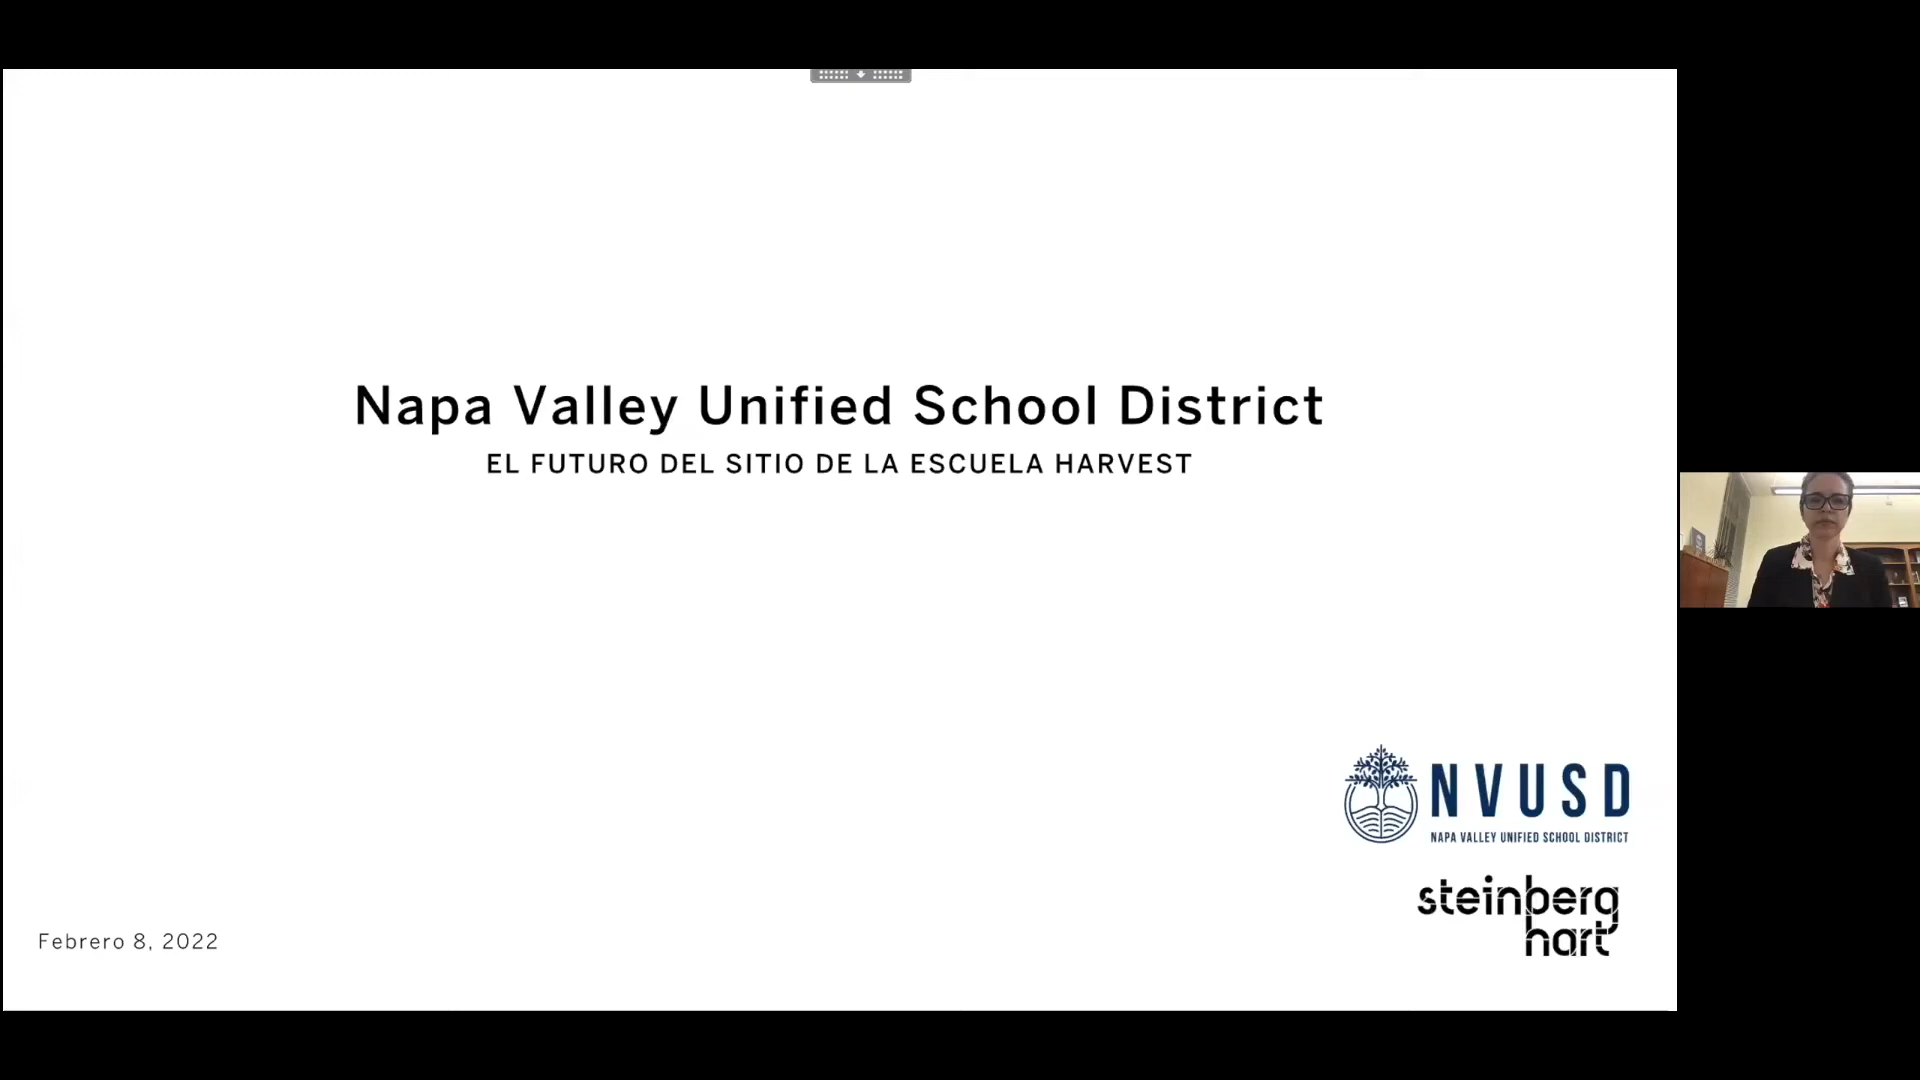 Napa Valley Unified School District
EL FUTURO DEL SITIO DE LA ESCUELA HARVEST
NVUSD
NAPA VALLEY UNIFIED SCHOOL DISTRICT
steinberg
hart
Febrero 8, 2022